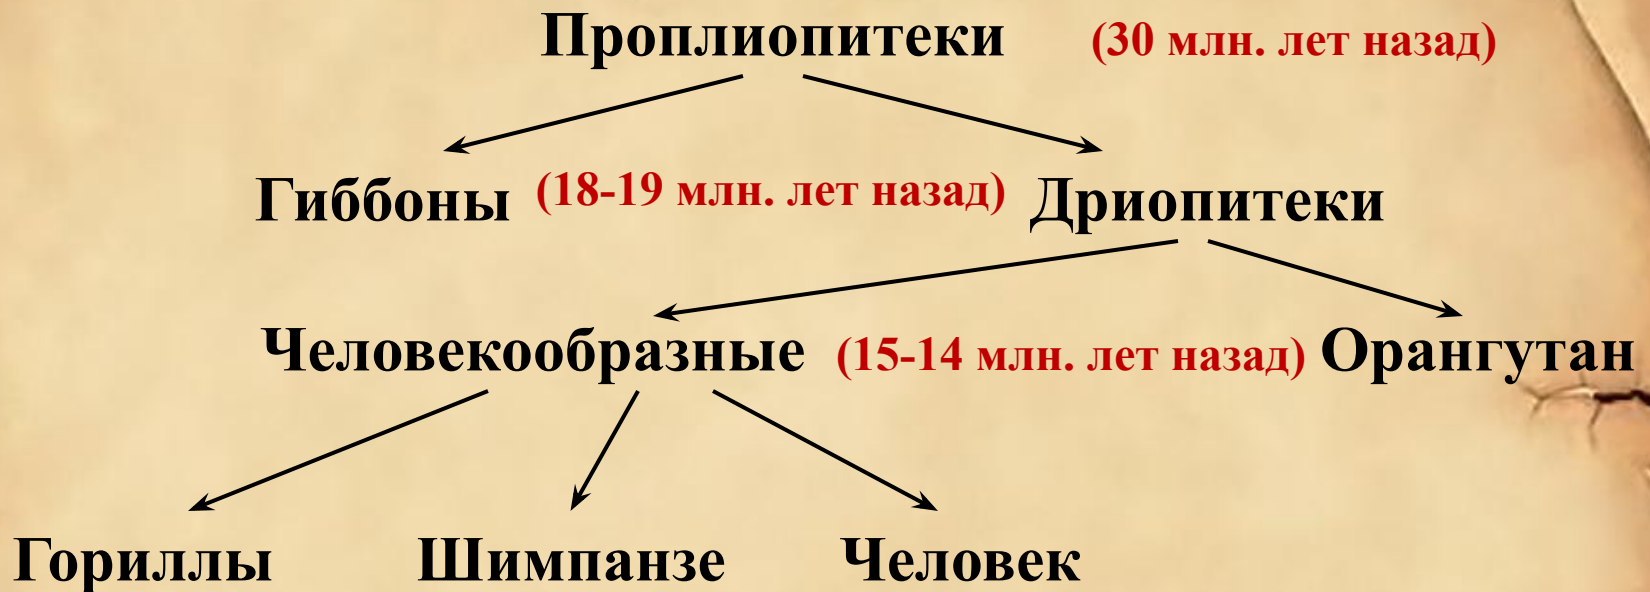 Проплиопитеки (30 млн. лет назад)
Гиббоны (18-19 млн. лет назад) Дриопитеки
Человекообразные (15-14 млн. лет назад) Орангутан
Гориллы Шимпанзе Человек